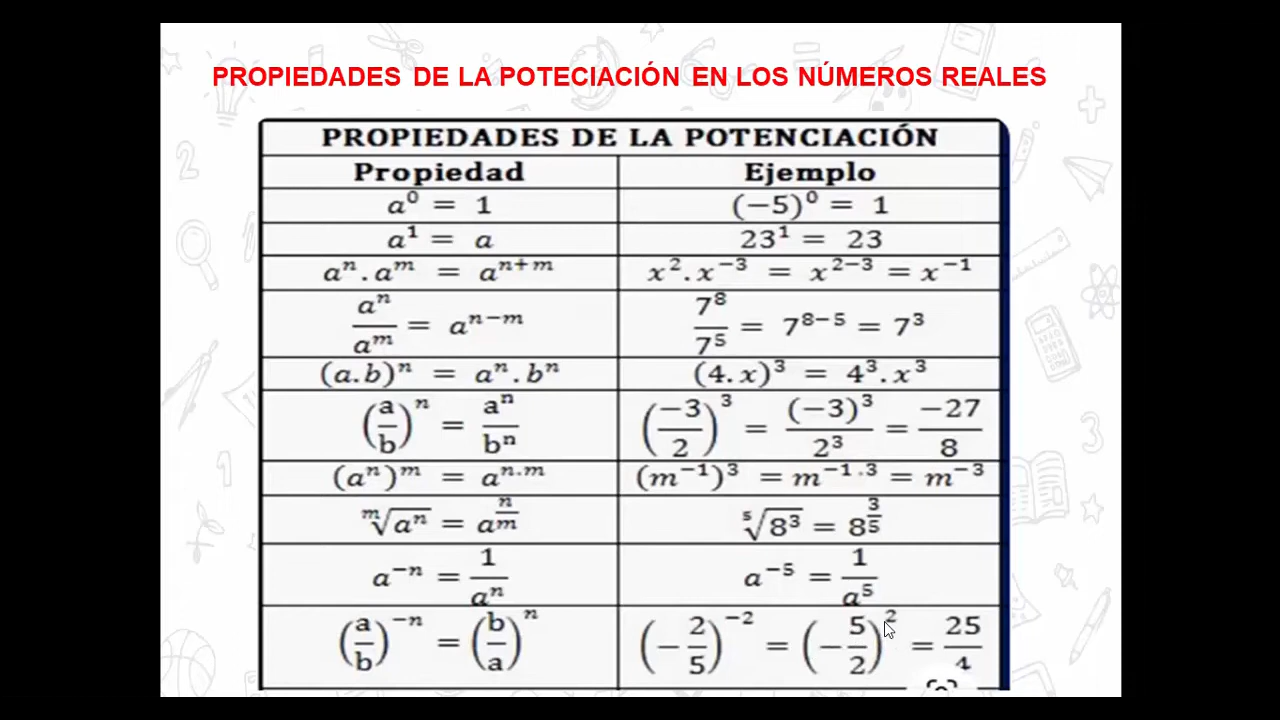 PROPIEDADES DE LA POTECIACIÓN EN LOS NÚMEROS REALES
PROPIEDADES DE LA POTENCIACIÓN
Propiedad Ejemplo
a⁰ = 1 (−5)⁰ = 1
a¹ = a 23¹ = 23
aⁿ.aᵐ = aⁿ⁺ᵐ x².x⁻³ = x²⁻³ = x⁻¹
aⁿ/aᵐ = aⁿ⁻ᵐ 7⁸/7⁵ = 7⁸⁻⁵ = 7³
(a.b)ⁿ = aⁿ.bⁿ (4.x)³ = 4³.x³
(a/b)ⁿ = aⁿ/bⁿ (−3/2)³ = (−3)³/2³ = −27/8
(aⁿ)ᵐ = aⁿ·ᵐ (m⁻¹)³ = m⁻¹·³ = m⁻³
ᵐ√aⁿ = a^(n/m) ⁵√8³ = 8^(3/5)
a⁻ⁿ = 1/aⁿ a⁻⁵ = 1/a⁵
(a/b)⁻ⁿ = (b/a)ⁿ (−2/5)⁻² = (−5/2)² = 25/4